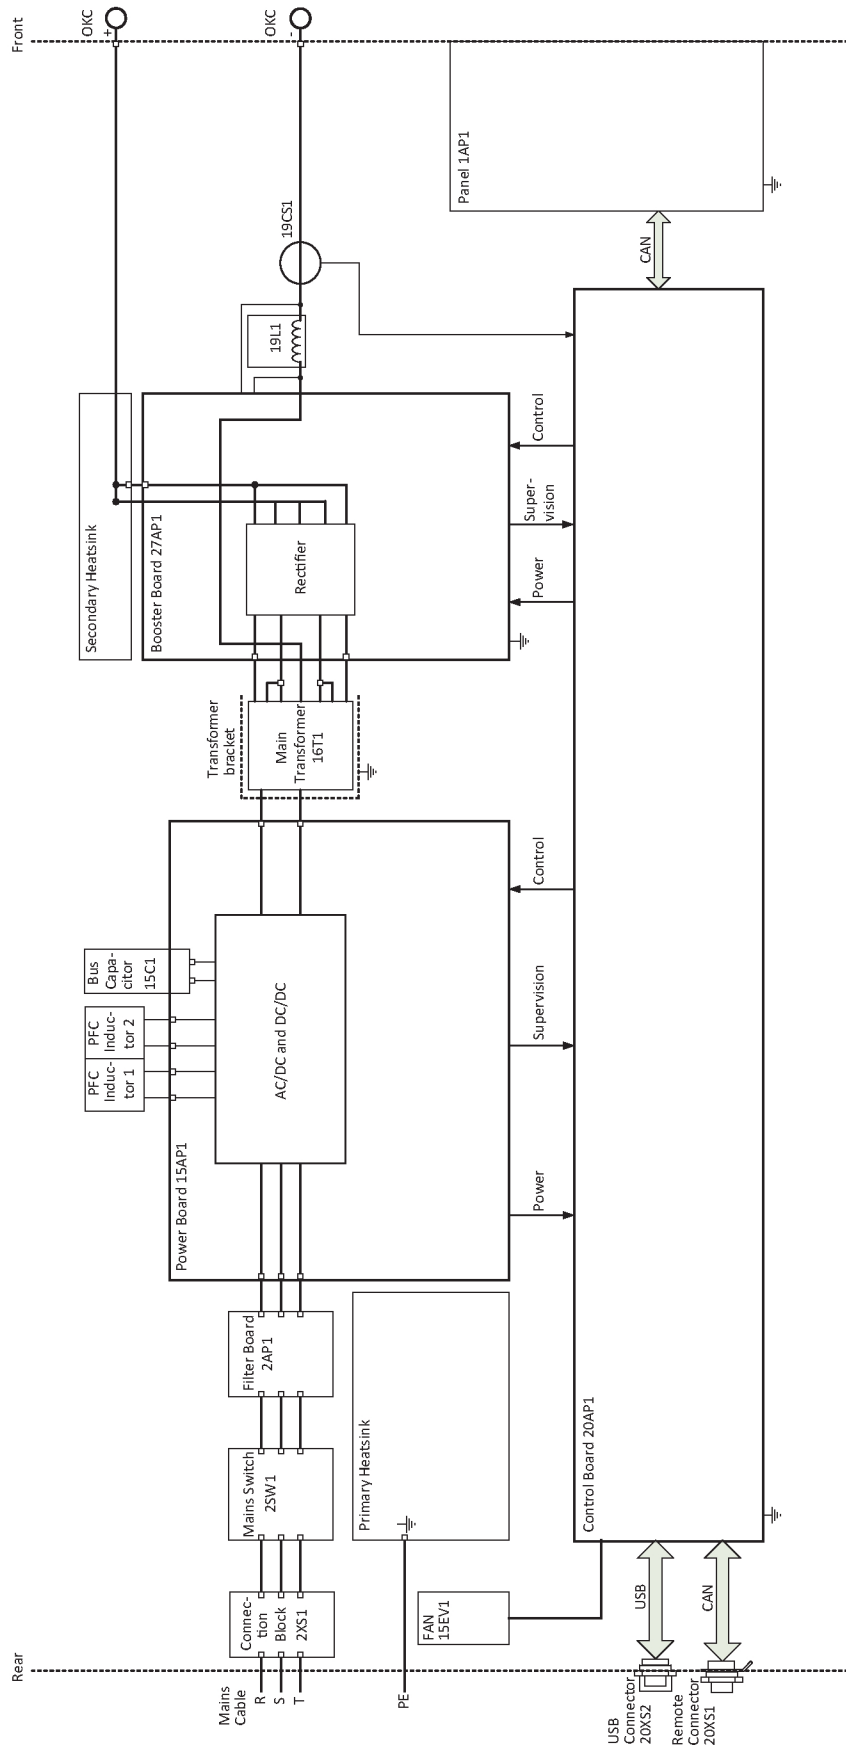 Front
OKC
+
OKC
-
Panel 1AP1
19CS1
CAN
19L1
Secondary Heatsink
Booster Board 27AP1
Rectifier
Control
Super-
vision
Power
Transformer
bracket
Main
Transformer
16T1
Control
Bus
Capa-
citor
15C1
PFC
Induc-
tor 2
PFC
Induc-
tor 1
AC/DC and DC/DC
Supervision
Power Board 15AP1
Power
Filter Board
2AP1
Primary Heatsink
Mains Switch
2SW1
Control Board 20AP1
Connec-
tion
Block
2XS1
FAN
15EV1
USB
CAN
Rear
Mains
Cable
R
S
T
PE
USB
Connector
20XS2
Remote
Connector
20XS1